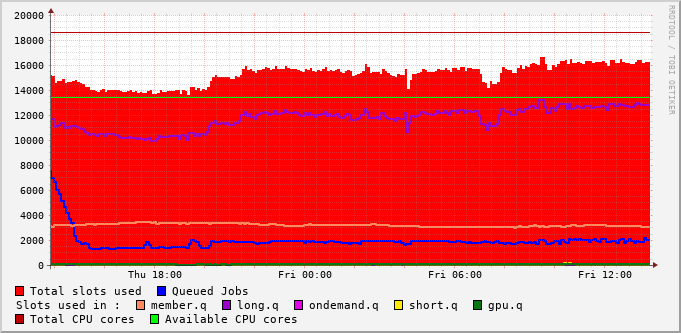 20000
18000
16000
14000
12000
10000
8000
6000
4000
2000
0
Thu 18:00 Fri 00:00 Fri 06:00 Fri 12:00
RRDTOOL / TOBI OETIKER
Total slots used Queued Jobs
Slots used in : member.q long.q ondemand.q short.q gpu.q
Total CPU cores Available CPU cores